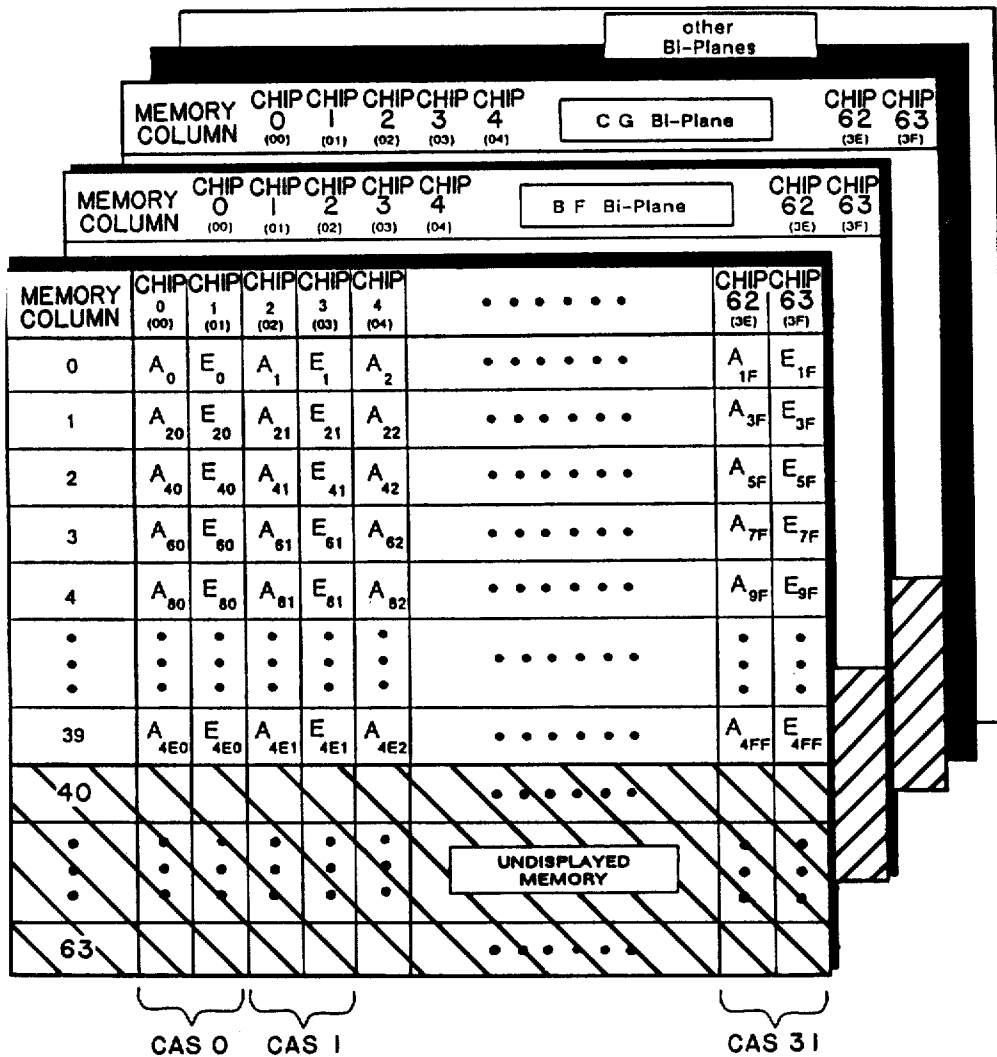 other
Bi-Planes
MEMORY COLUMN CHIP 0 (00) CHIP 1 (01) CHIP 2 (02) CHIP 3 (03) CHIP 4 (04) C G Bi-Plane CHIP 62 (3E) CHIP 63 (3F)
MEMORY COLUMN CHIP 0 (00) CHIP 1 (01) CHIP 2 (02) CHIP 3 (03) CHIP 4 (04) B F Bi-Plane CHIP 62 (3E) CHIP 63 (3F)
MEMORY COLUMN CHIP 0 (00) CHIP 1 (01) CHIP 2 (02) CHIP 3 (03) CHIP 4 (04) • • • • • • CHIP 62 (3E) CHIP 63 (3F)
0 A0 E0 A1 E1 A2 • • • • • • A1F E1F
1 A20 E20 A21 E21 A22 • • • • • • A3F E3F
2 A40 E40 A41 E41 A42 • • • • • • A5F E5F
3 A60 E60 A61 E61 A62 • • • • • • A7F E7F
4 A80 E80 A81 E81 A82 • • • • • • A9F E9F
39 A4E0 E4E0 A4E1 E4E1 A4E2 • • • • • • A4FF E4FF
40 • • • • • •
UNDISPLAYED
MEMORY
63 • • • • • •
CAS 0 CAS 1 CAS 31